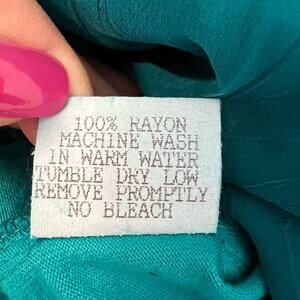 100% RAYON
MACHINE WASH
IN WARM WATER
TUMBLE DRY LOW
REMOVE PROMPTLY
NO BLEACH